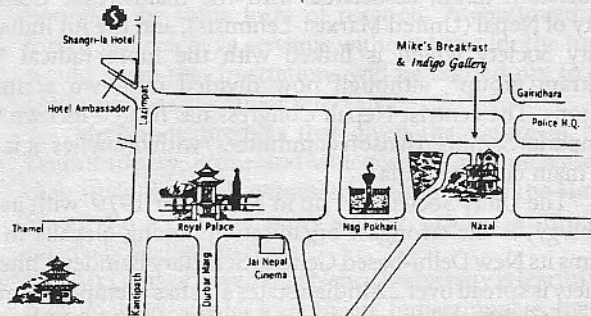 Shangri-la Hotel
Mike's Breakfast
& Indigo Gallery
Hotel Ambassador
Lazimpat
Gairidhara
Police H.Q.
Thamel
Royal Palace
Nag Pokhari
Naxal
Jai Nepal
Cinema
Kantipath
Durbar Marg